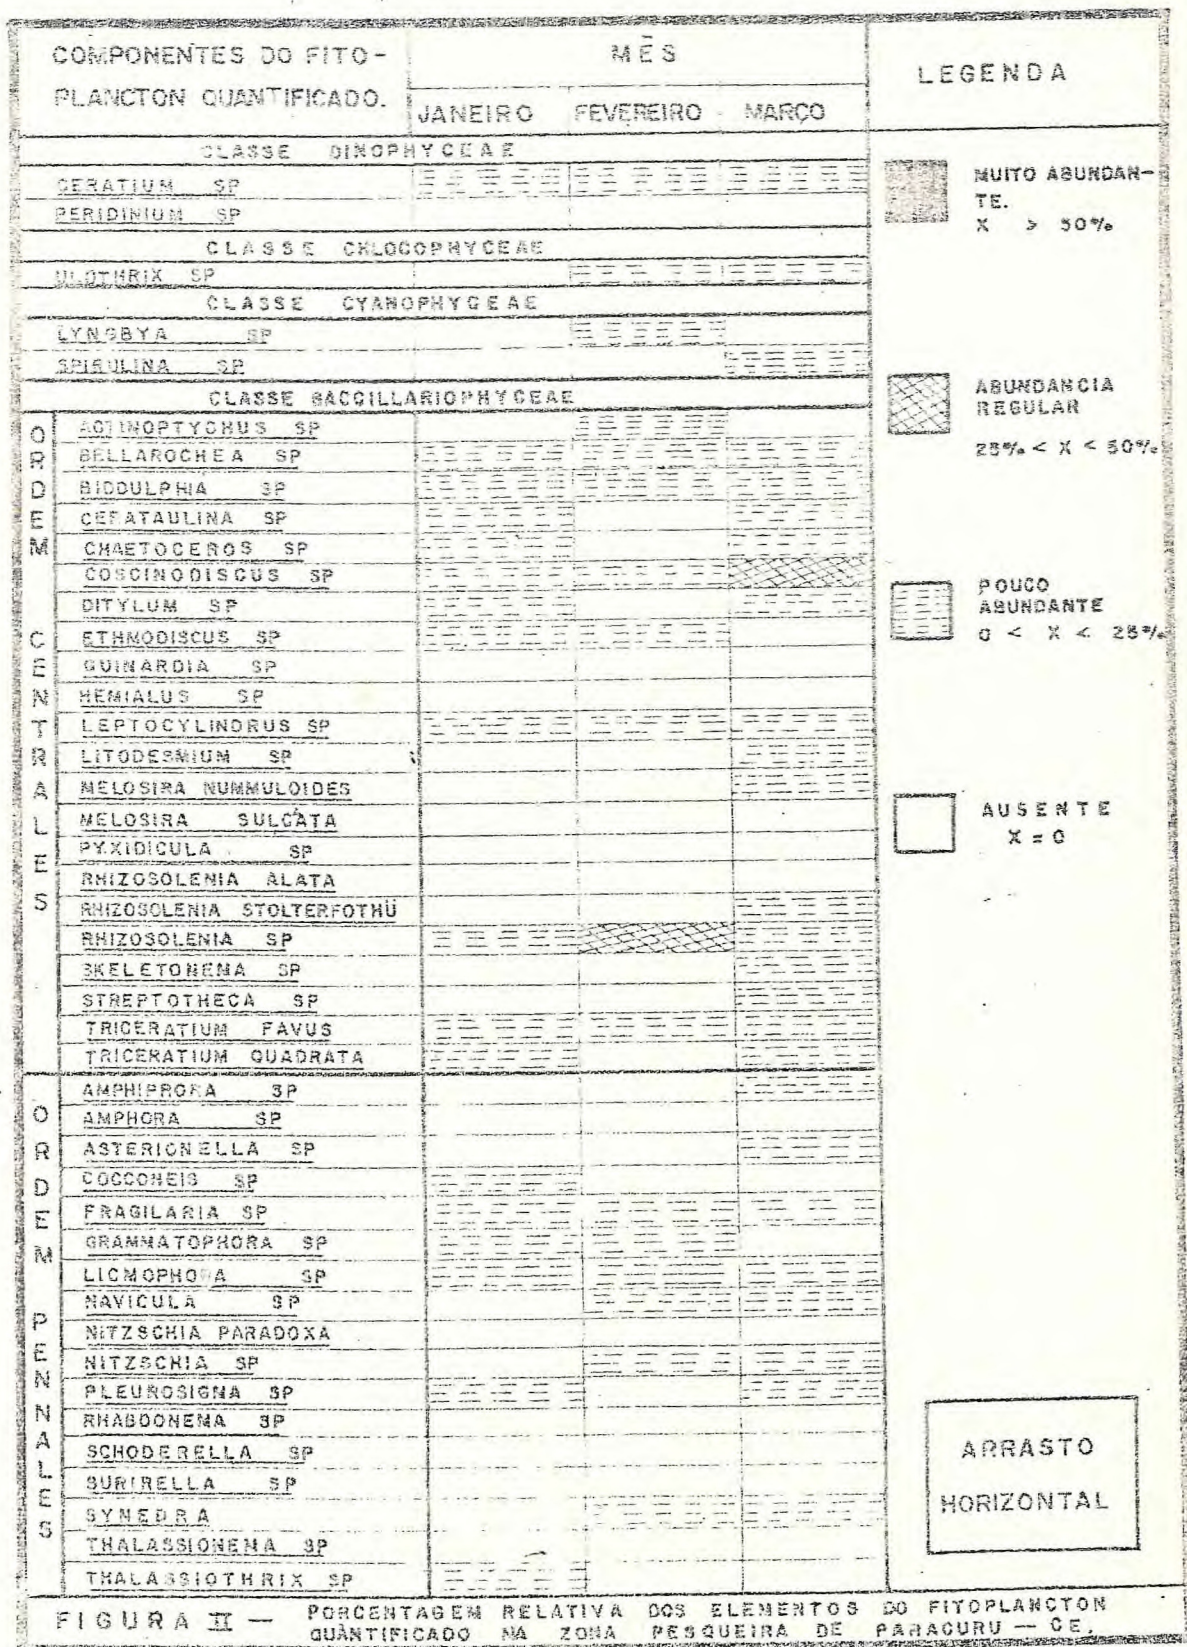 COMPONENTES DO FITO-
PLANCTON QUANTIFICADO.
MÊS
JANEIRO FEVEREIRO MARÇO
LEGENDA
CLASSE DINOPHYCEAE
CERATIUM SP
PERIDINIUM SP
CLASSE CHLOCOPHYCEAE
ULOTHRIX SP
CLASSE CYANOPHYCEAE
LYNGBYA SP
SPIRULINA SP
CLASSE BACCILLARIOPHYCEAE
ORDEM CENTRALES
ACTINOPTYCHUS SP
BELLAROCHEA SP
BIDDULPHIA SP
CERATAULINA SP
CHAETOCEROS SP
COSCINODISCUS SP
DITYLUM SP
ETHMODISCUS SP
GUINARDIA SP
HEMIALUS SP
LEPTOCYLINDRUS SP
LITODESMIUM SP
MELOSIRA NUMMULOIDES
MELOSIRA SULCATA
PYXIDICULA SP
RHIZOSOLENIA ALATA
RHIZOSOLENIA STOLTERFOTHÜ
RHIZOSOLENIA SP
SKELETONEMA SP
STREPTOTHECA SP
TRICERATIUM FAVUS
TRICERATIUM QUADRATA
ORDEM PENNALES
AMPHIPRORA SP
AMPHORA SP
ASTERIONELLA SP
COCCONEIS SP
FRAGILARIA SP
GRAMMATOPHORA SP
LICMOPHORA SP
NAVICULA SP
NITZSCHIA PARADOXA
NITZSCHIA SP
PLEUROSIGMA SP
RHABDONEMA SP
SCHODERELLA SP
SURIRELLA SP
SYNEDRA
THALASSIONEMA SP
THALASSIOTHRIX SP
MUITO ABUNDAN-
TE.
X > 50%
ABUNDANCIA
REGULAR
25% < X < 50%
POUCO
ABUNDANTE
0 < X < 25%
AUSENTE
X = 0
ARRASTO
HORIZONTAL
FIGURA II — PORCENTAGEM RELATIVA DOS ELEMENTOS DO FITOPLANCTON
QUANTIFICADO NA ZONA PESQUEIRA DE PARACURU — CE.